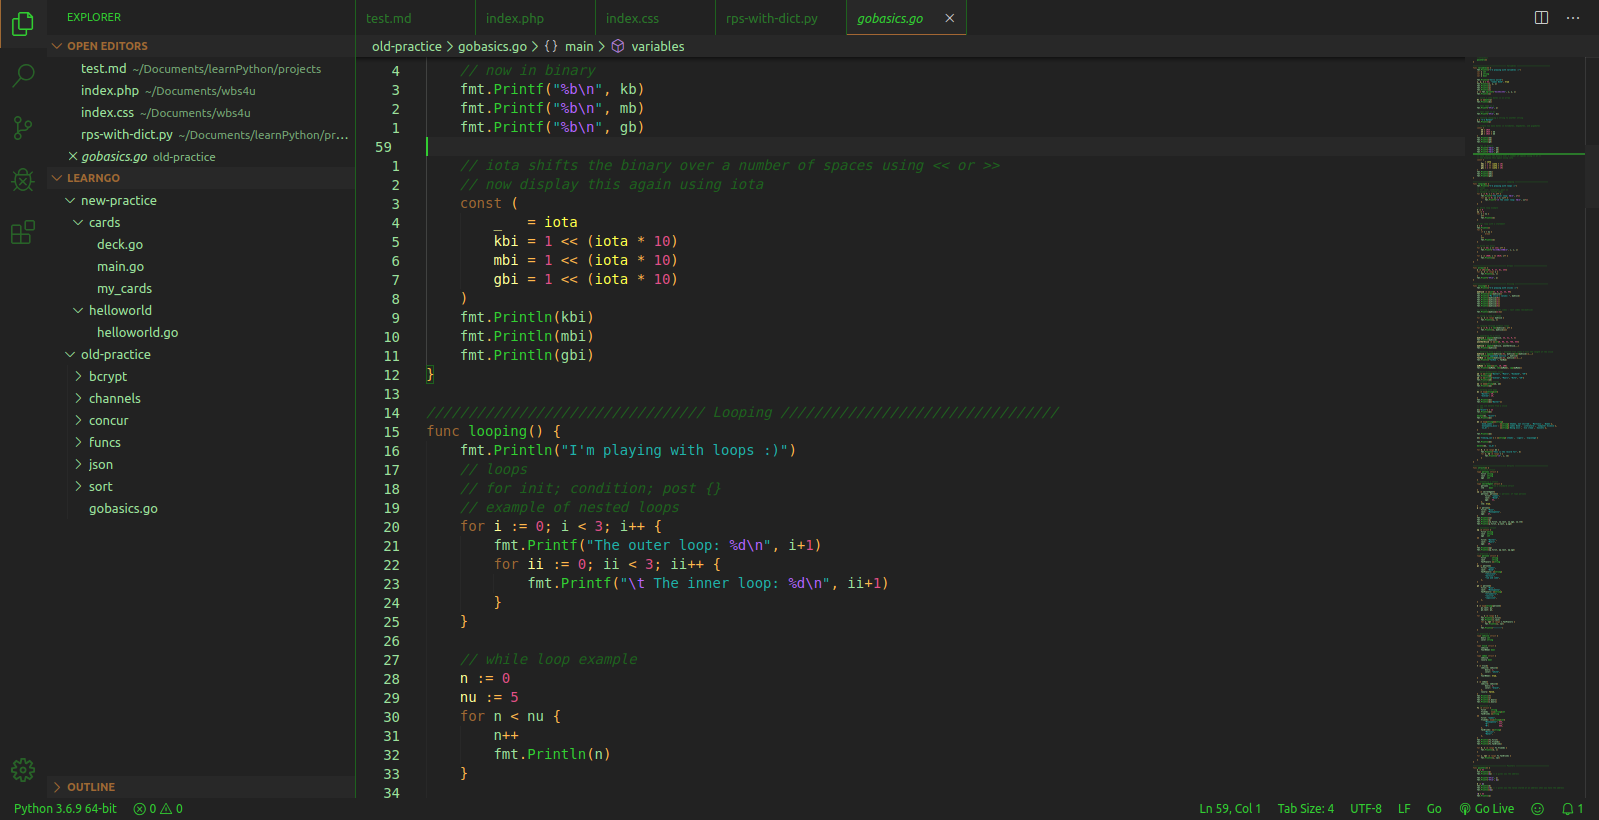 EXPLORER
OPEN EDITORS
test.md ~/Documents/learnPython/projects
index.php ~/Documents/wbs4u
index.css ~/Documents/wbs4u
rps-with-dict.py ~/Documents/learnPython/pr...
gobasics.go old-practice
LEARNGO
new-practice
cards
deck.go
main.go
my_cards
helloworld
helloworld.go
old-practice
bcrypt
channels
concur
funcs
json
sort
gobasics.go
OUTLINE
test.md index.php index.css rps-with-dict.py gobasics.go
old-practice > gobasics.go > {} main > variables
4 // now in binary
3 fmt.Printf("%b\n", kb)
2 fmt.Printf("%b\n", mb)
1 fmt.Printf("%b\n", gb)
59
1 // iota shifts the binary over a number of spaces using << or >>
2 // now display this again using iota
3 const (
4 _ = iota
5 kbi = 1 << (iota * 10)
6 mbi = 1 << (iota * 10)
7 gbi = 1 << (iota * 10)
8 )
9 fmt.Println(kbi)
10 fmt.Println(mbi)
11 fmt.Println(gbi)
12 }
13
14 ///////////////////////////////// Looping /////////////////////////////////
15 func looping() {
16 fmt.Println("I'm playing with loops :)")
17 // loops
18 // for init; condition; post {}
19 // example of nested loops
20 for i := 0; i < 3; i++ {
21 fmt.Printf("The outer loop: %d\n", i+1)
22 for ii := 0; ii < 3; ii++ {
23 fmt.Printf("\t The inner loop: %d\n", ii+1)
24 }
25 }
26
27 // while loop example
28 n := 0
29 nu := 5
30 for n < nu {
31 n++
32 fmt.Println(n)
33 }
34
Python 3.6.9 64-bit 0 0 Ln 59, Col 1 Tab Size: 4 UTF-8 LF Go Go Live 1